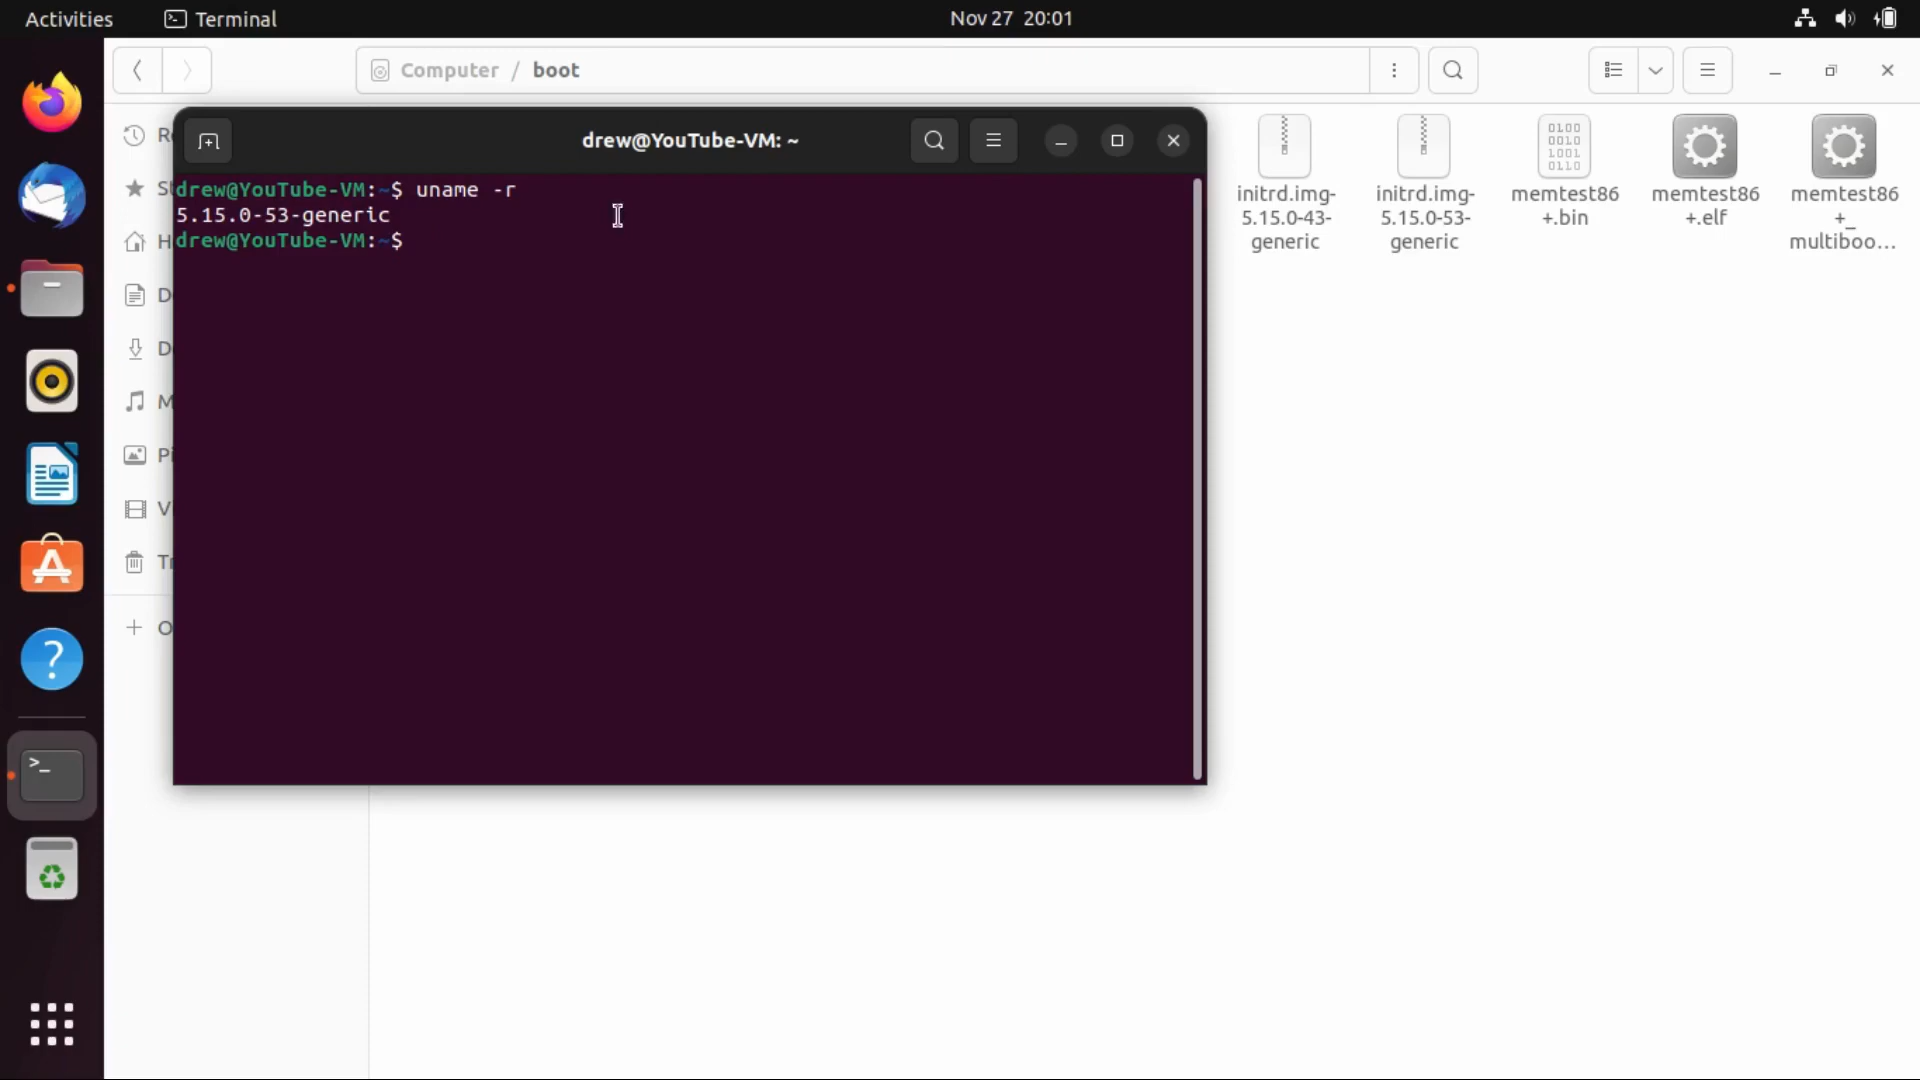 Activities
Terminal
Nov 27 20:01
Computer / boot
drew@YouTube-VM: ~
drew@YouTube-VM:~$ uname -r
5.15.0-53-generic
drew@YouTube-VM:~$
initrd.img-
5.15.0-43-
generic
initrd.img-
5.15.0-53-
generic
memtest86
+.bin
memtest86
+.elf
memtest86
+_
multiboo...